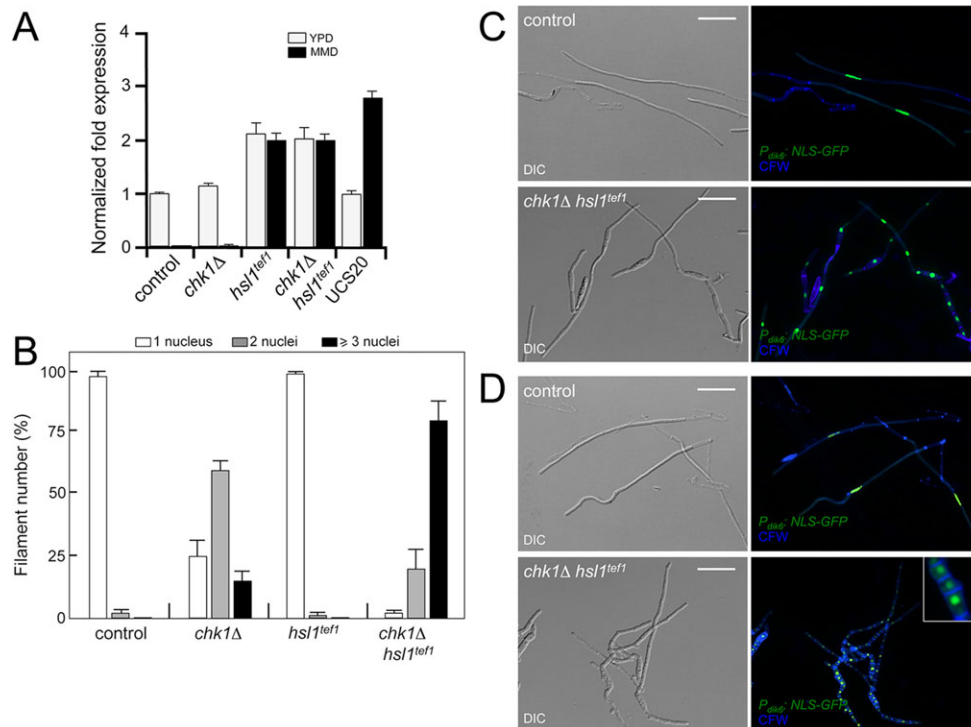 A
Normalized fold expression
4
3
2
1
0
YPD
MMD
control
chk1Δ
hsl1tef1
chk1Δ
hsl1tef1
UCS20
B
1 nucleus
2 nuclei
⩾ 3 nuclei
Filament number (%)
100
75
50
25
0
control
chk1Δ
hsl1tef1
chk1Δ
hsl1tef1
C
control
DIC
Pdik6: NLS-GFP
CFW
chk1Δ hsl1tef1
DIC
Pdik6: NLS-GFP
CFW
D
control
DIC
Pdik6: NLS-GFP
CFW
chk1Δ hsl1tef1
DIC
Pdik6: NLS-GFP
CFW